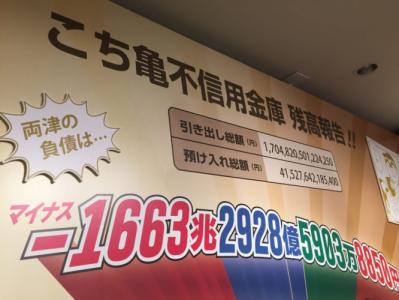 こち亀不信用金庫 残高報告!!
両津の
負債は…
引き出し総額(円) 1,704,820,501,224,250
預け入れ総額(円) 41,527,642,185,400
マイナス
-1663兆2928億5903万8850円